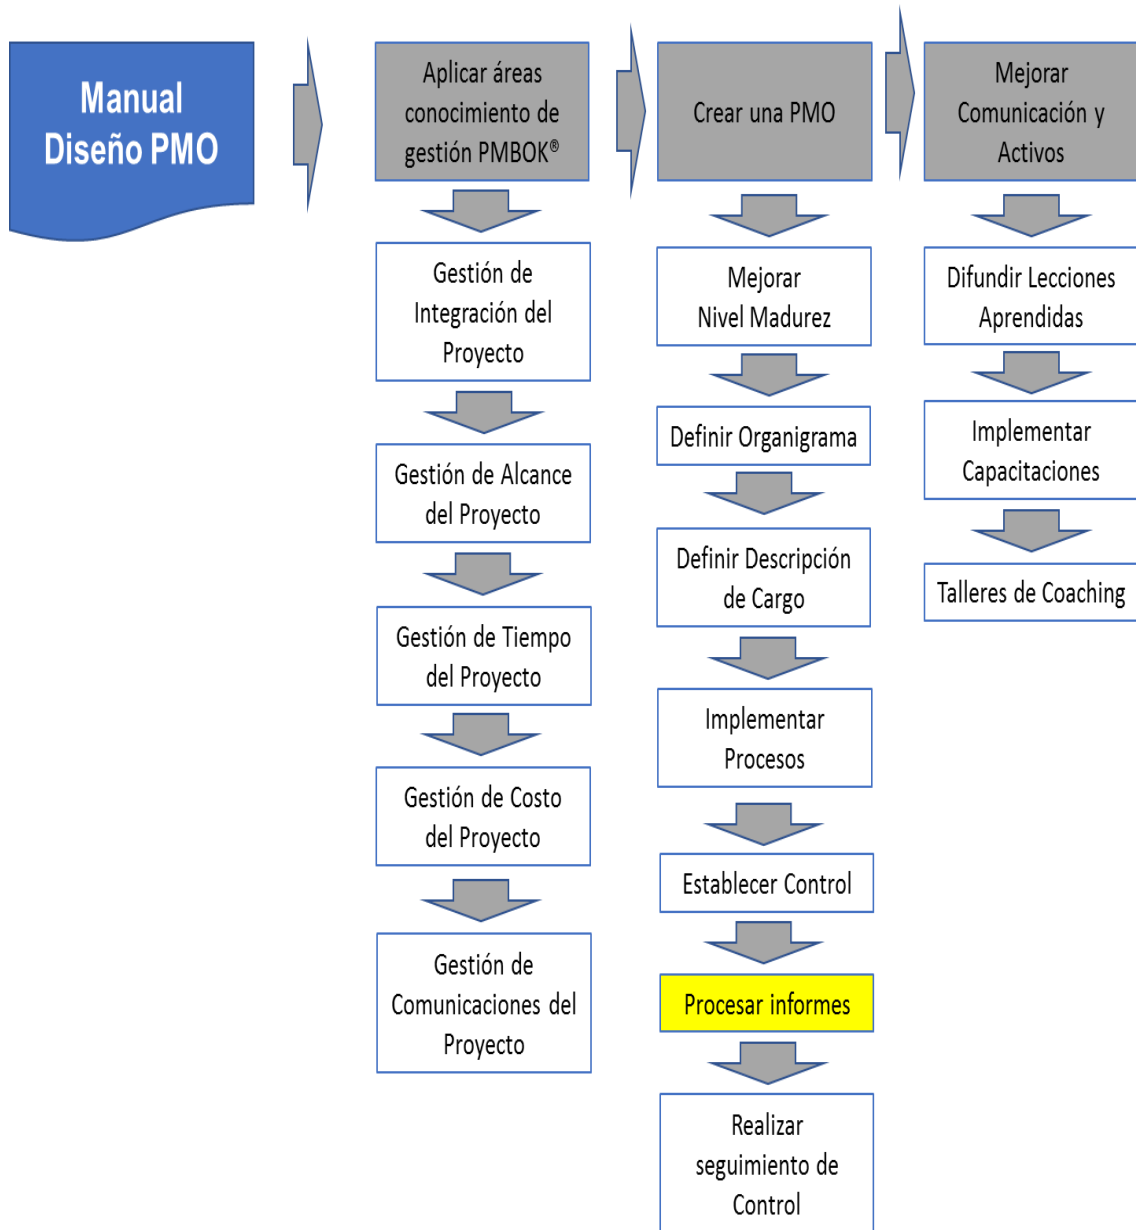 Manual
Diseño PMO
Aplicar áreas
conocimiento de
gestión PMBOK®
Gestión de
Integración del
Proyecto
Gestión de Alcance
del Proyecto
Gestión de Tiempo
del Proyecto
Gestión de Costo
del Proyecto
Gestión de
Comunicaciones del
Proyecto
Crear una PMO
Mejorar
Nivel Madurez
Definir Organigrama
Definir Descripción
de Cargo
Implementar
Procesos
Establecer Control
Procesar informes
Realizar
seguimiento de
Control
Mejorar
Comunicación y
Activos
Difundir Lecciones
Aprendidas
Implementar
Capacitaciones
Talleres de Coaching